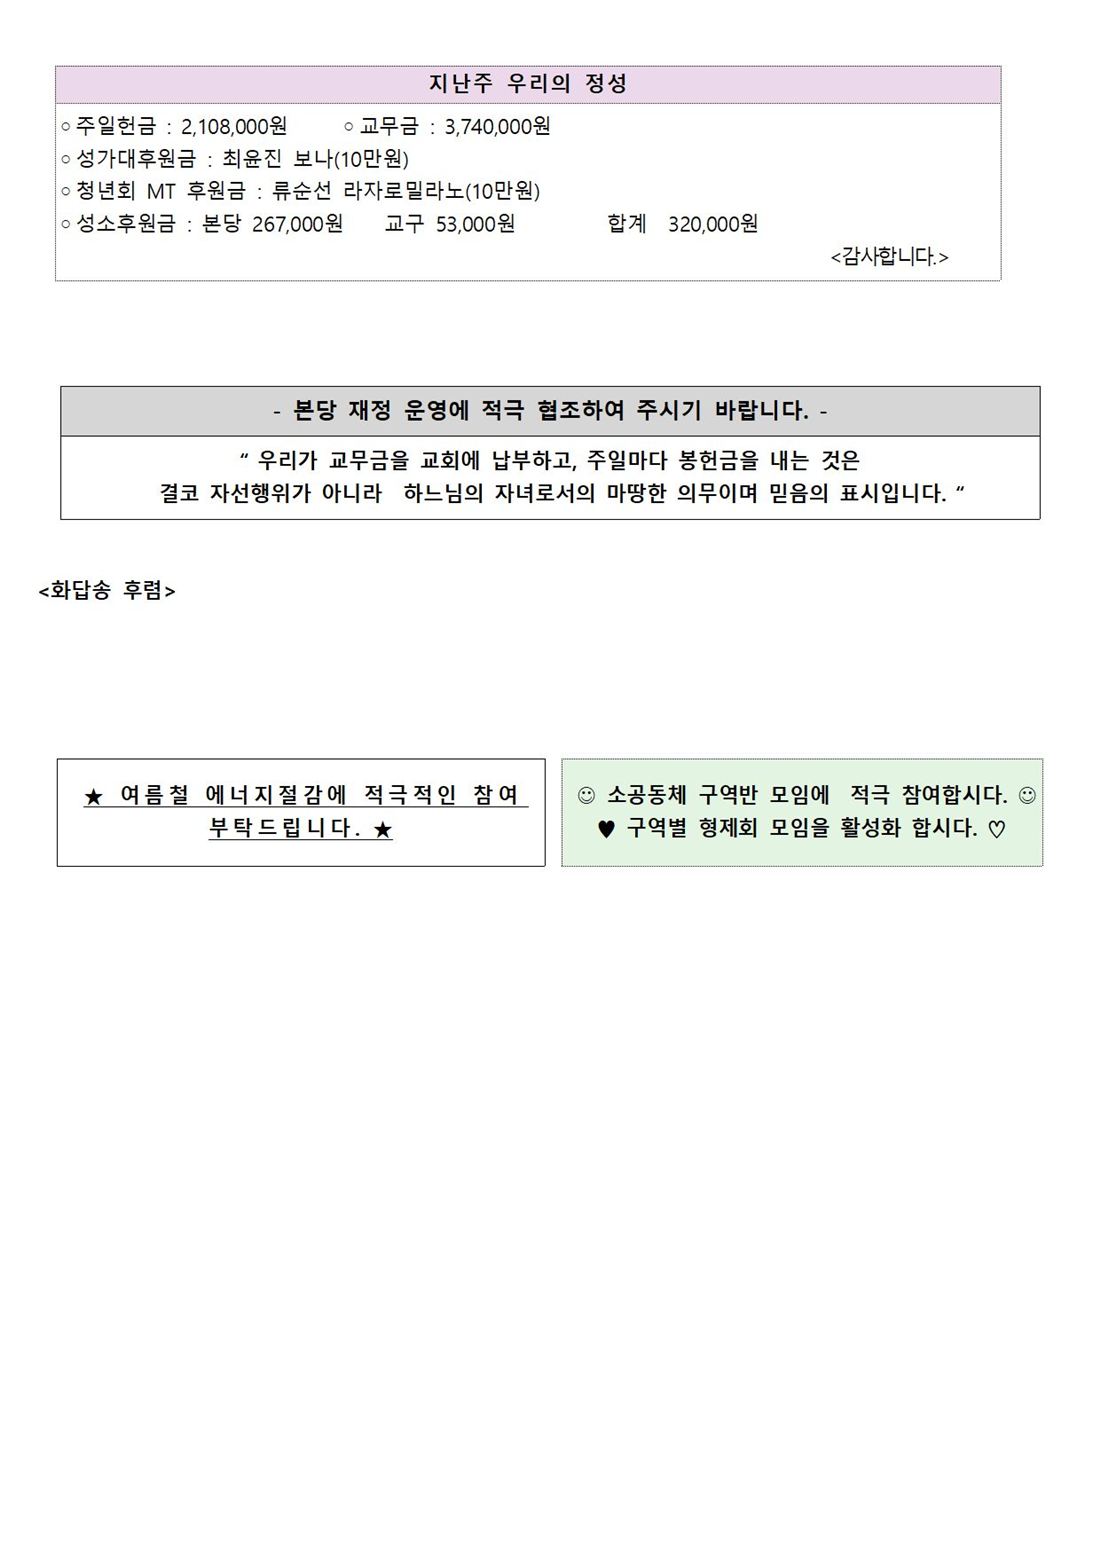 지난주 우리의 정성
○ 주일헌금 : 2,108,000원 ○ 교무금 : 3,740,000원
○ 성가대후원금 : 최윤진 보나(10만원)
○ 청년회 MT 후원금 : 류순선 라자로밀라노(10만원)
○ 성소후원금 : 본당 267,000원 교구 53,000원 합계 320,000원
<감사합니다.>
- 본당 재정 운영에 적극 협조하여 주시기 바랍니다. -
“ 우리가 교무금을 교회에 납부하고, 주일마다 봉헌금을 내는 것은
결코 자선행위가 아니라 하느님의 자녀로서의 마땅한 의무이며 믿음의 표시입니다. “
<화답송 후렴>
★ 여름철 에너지절감에 적극적인 참여
부탁드립니다. ★
☺ 소공동체 구역반 모임에 적극 참여합시다. ☺
♥ 구역별 형제회 모임을 활성화 합시다. ♡